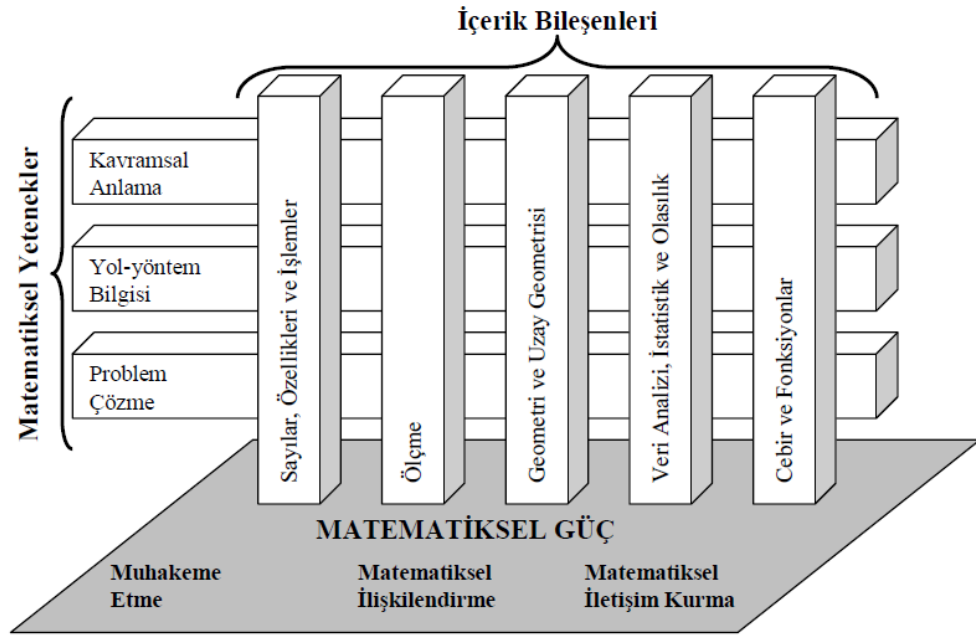 İçerik Bileşenleri
Matematiksel Yetenekler
Kavramsal
Anlama
Yol-yöntem
Bilgisi
Problem
Çözme
Sayılar, Özellikleri ve İşlemler
Ölçme
Geometri ve Uzay Geometrisi
Veri Analizi, İstatistik ve Olasılık
Cebir ve Fonksiyonlar
MATEMATİKSEL GÜÇ
Muhakeme
Etme
Matematiksel
İlişkilendirme
Matematiksel
İletişim Kurma